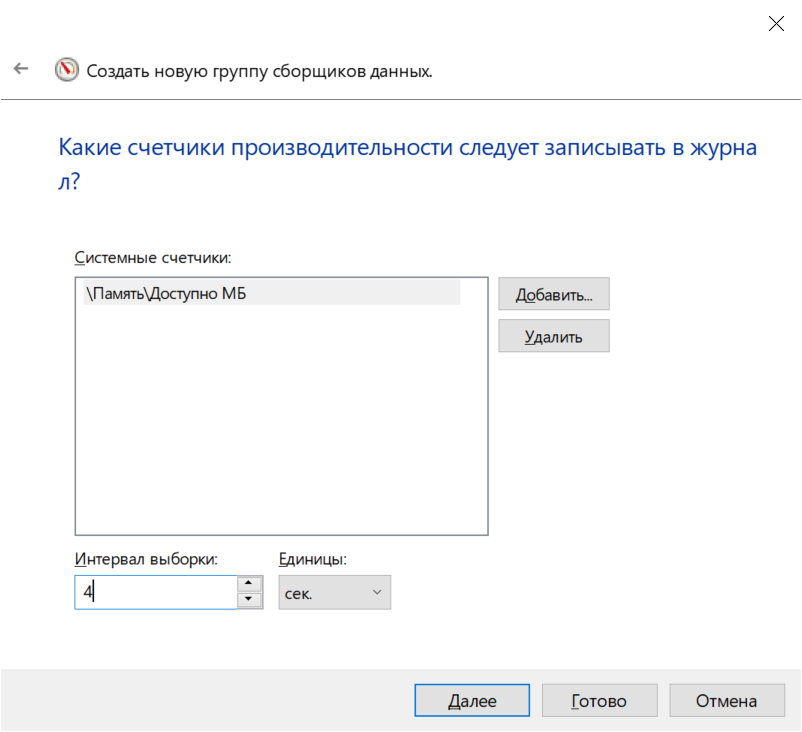 Создать новую группу сборщиков данных.
Какие счетчики производительности следует записывать в журна
л?
Системные счетчики:
\Память\Доступно МБ
Добавить...
Удалить
Интервал выборки:
Единицы:
4
сек.
Далее
Готово
Отмена